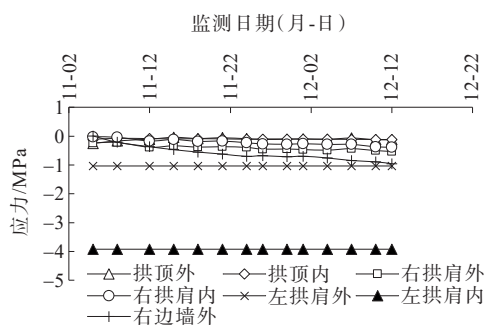 监测日期(月-日)
11-02
11-12
11-22
12-02
12-12
12-22
应力/MPa
1
0
−1
−2
−3
−4
−5
拱顶外 拱顶内 右拱肩外
右拱肩内 左拱肩外 左拱肩内
右边墙外